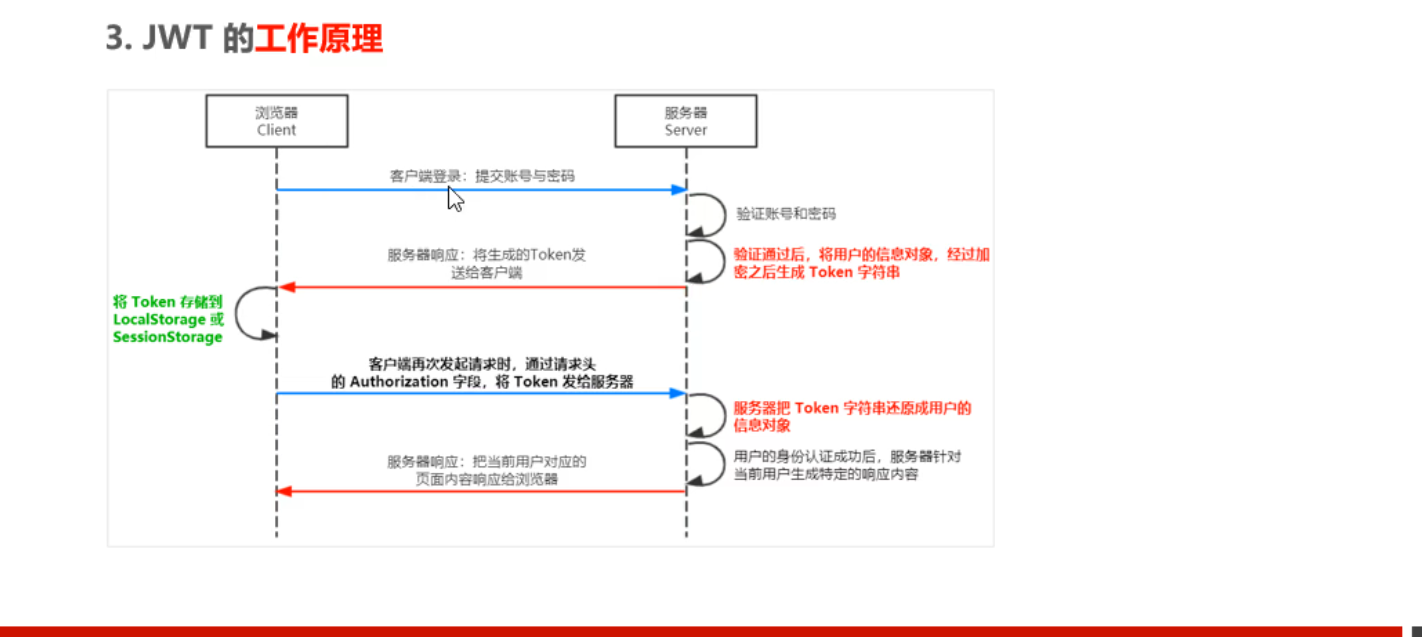 3. JWT 的工作原理
浏览器
Client
服务器
Server
客户端登录：提交账号与密码
验证账号和密码
服务器响应：将生成的Token发
送给客户端
验证通过后，将用户的信息对象，经过加
密之后生成 Token 字符串
将 Token 存储到
LocalStorage 或
SessionStorage
客户端再次发起请求时，通过请求头
的 Authorization 字段，将 Token 发给服务器
服务器把 Token 字符串还原成用户的
信息对象
用户的身份认证成功后，服务器针对
当前用户生成特定的响应内容
服务器响应：把当前用户对应的
页面内容响应给浏览器